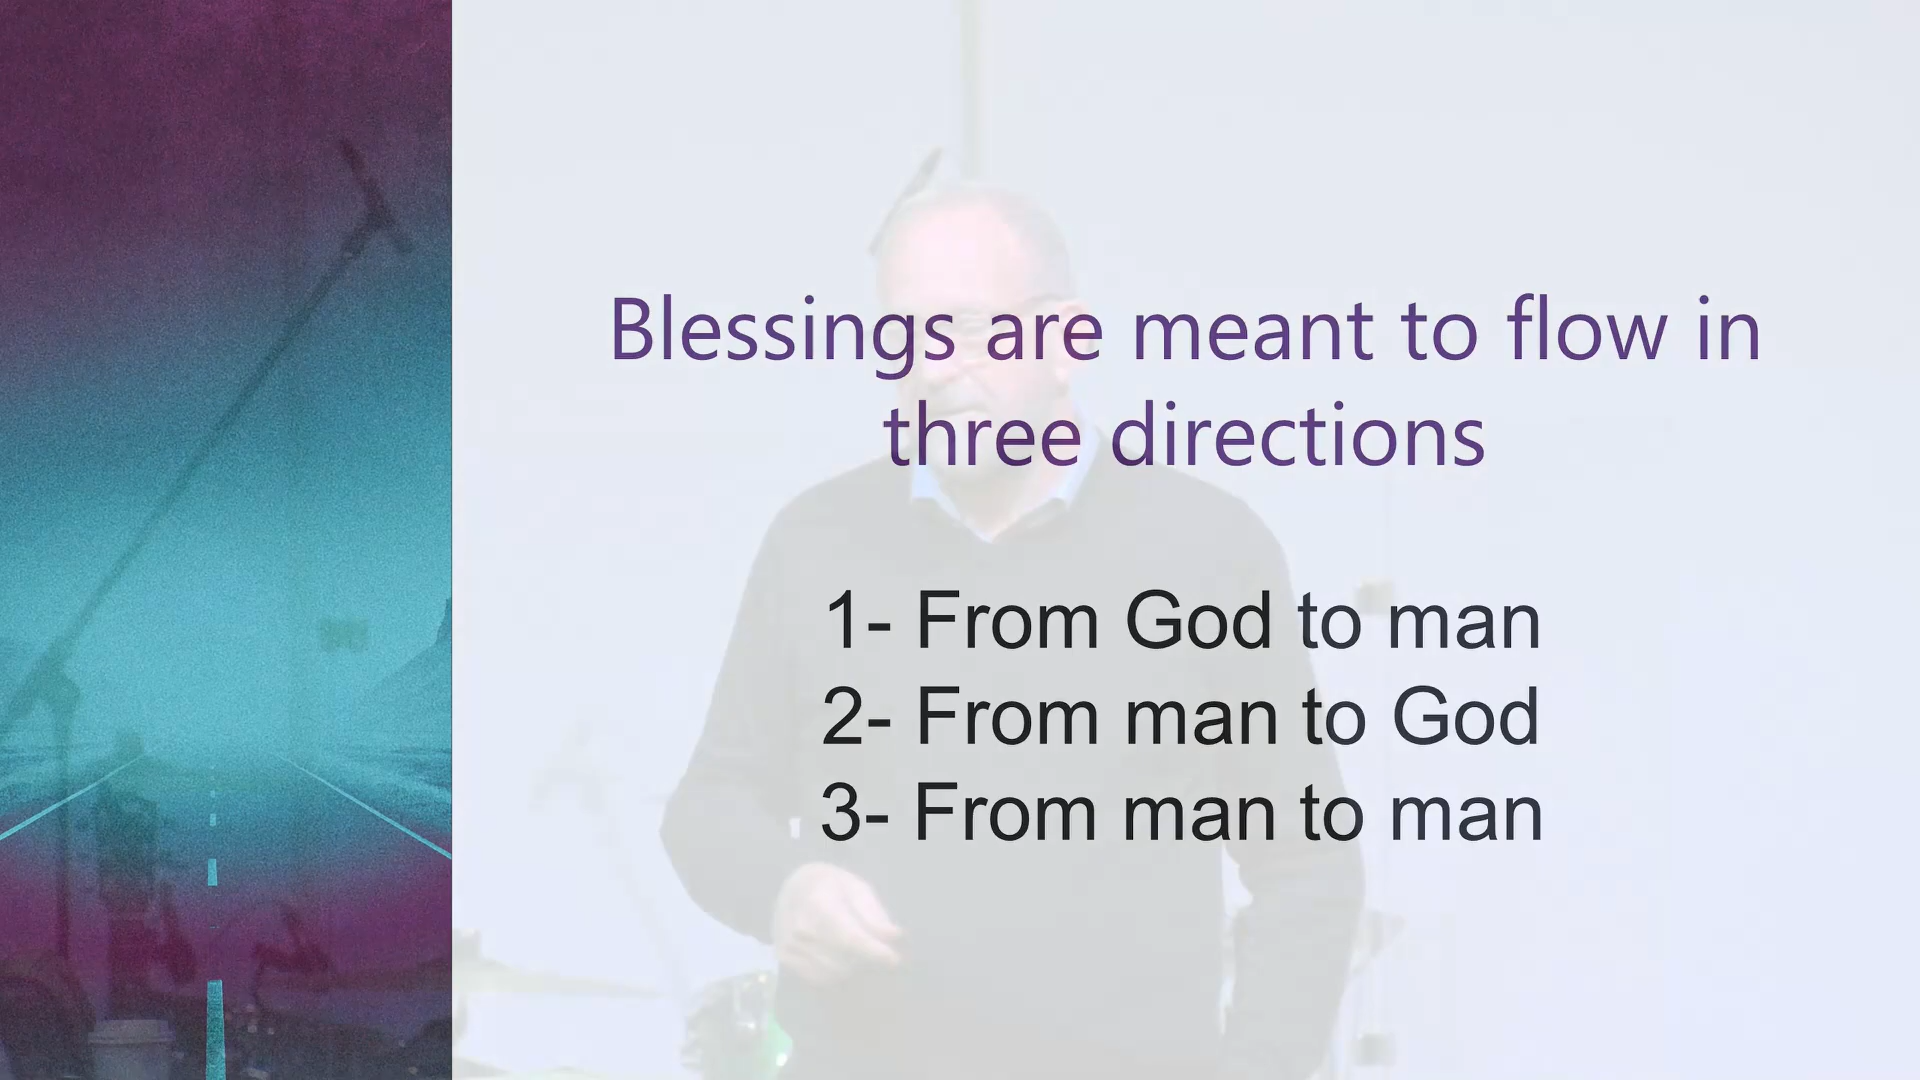 Blessings are meant to flow in
three directions
1- From God to man
2- From man to God
3- From man to man